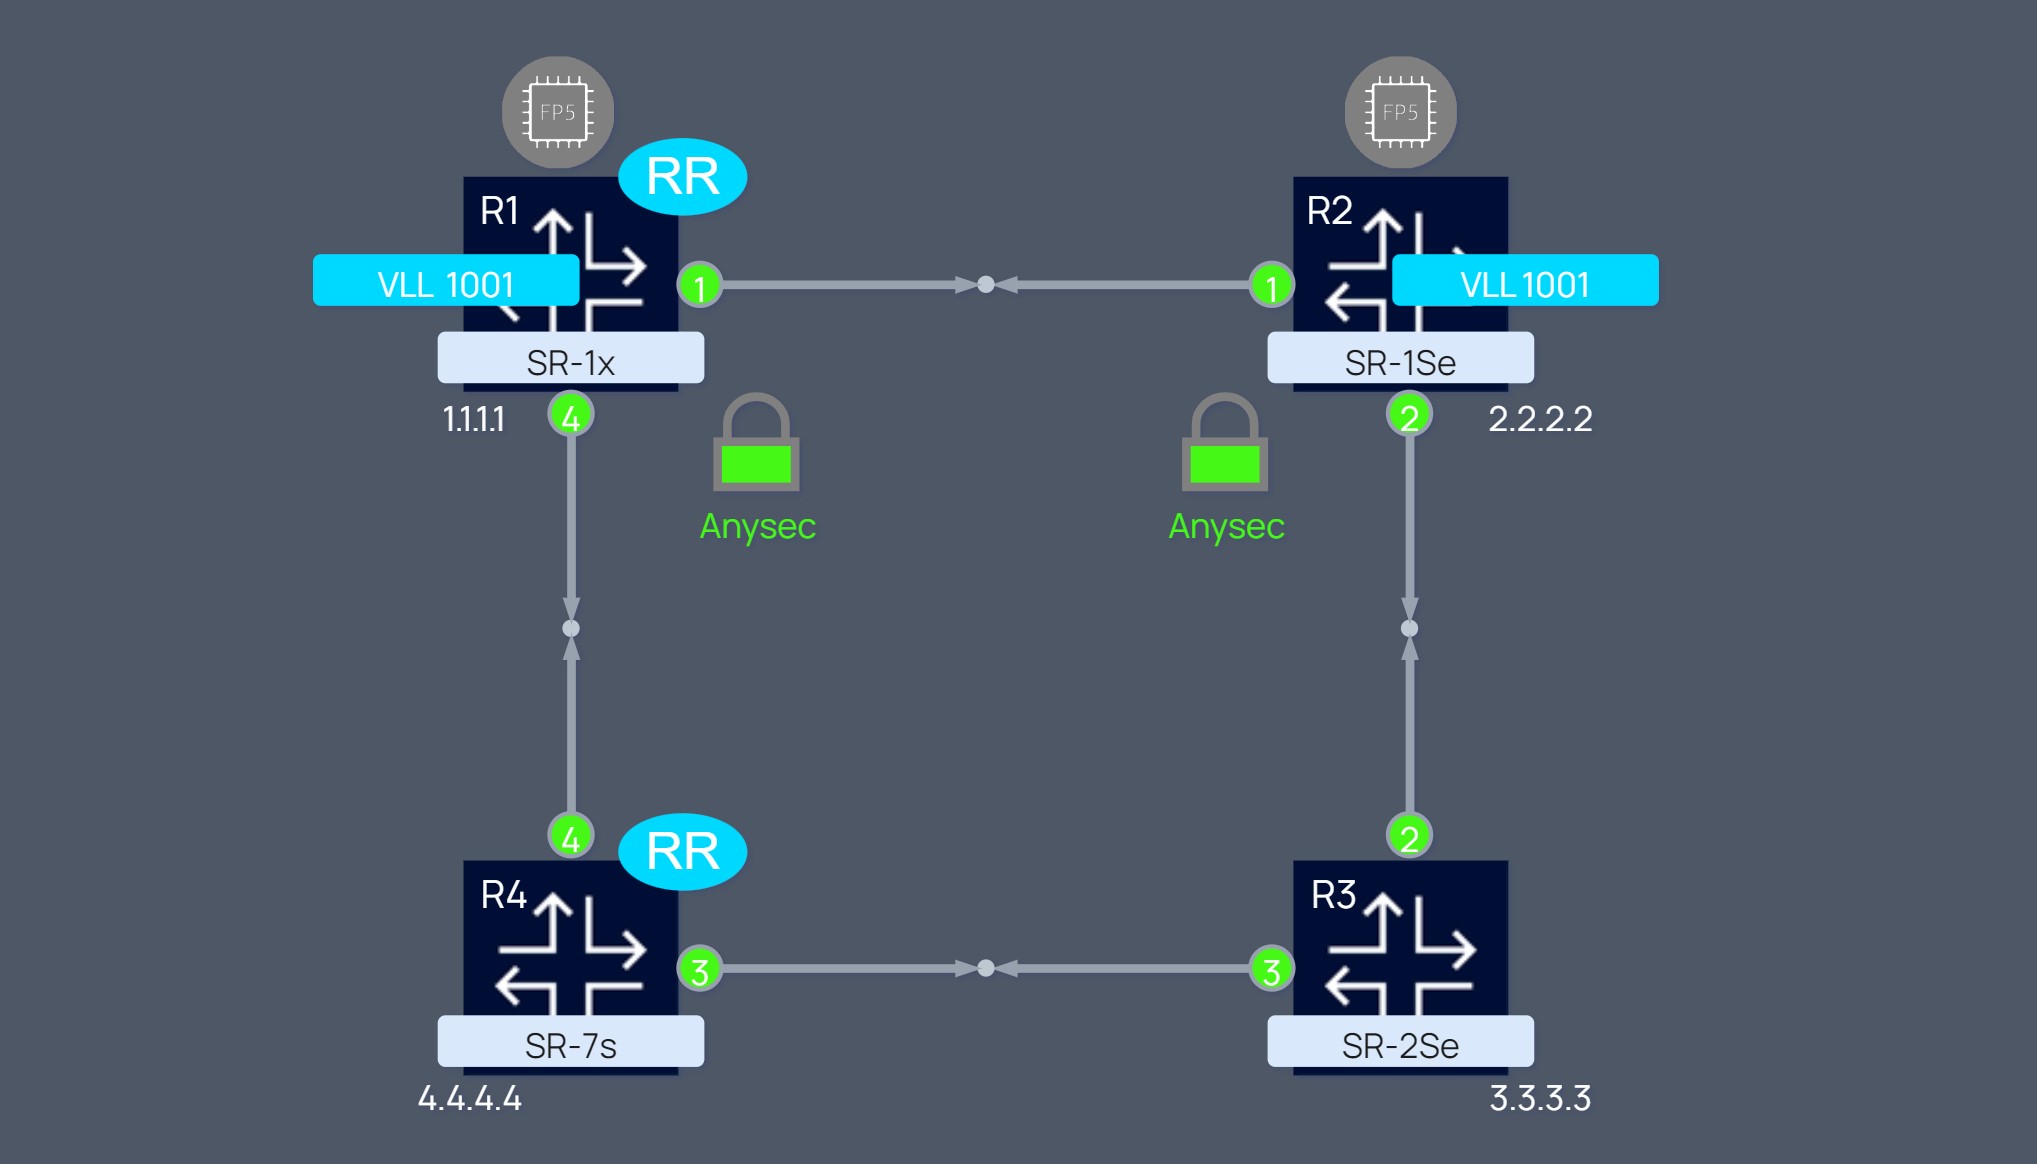 FP5
FP5
RR
R1
R2
VLL 1001
1
1
VLL 1001
SR-1x
SR-1Se
1.1.1.1
4
2
2.2.2.2
Anysec
Anysec
4
RR
2
R4
R3
3
3
SR-7s
SR-2Se
4.4.4.4
3.3.3.3